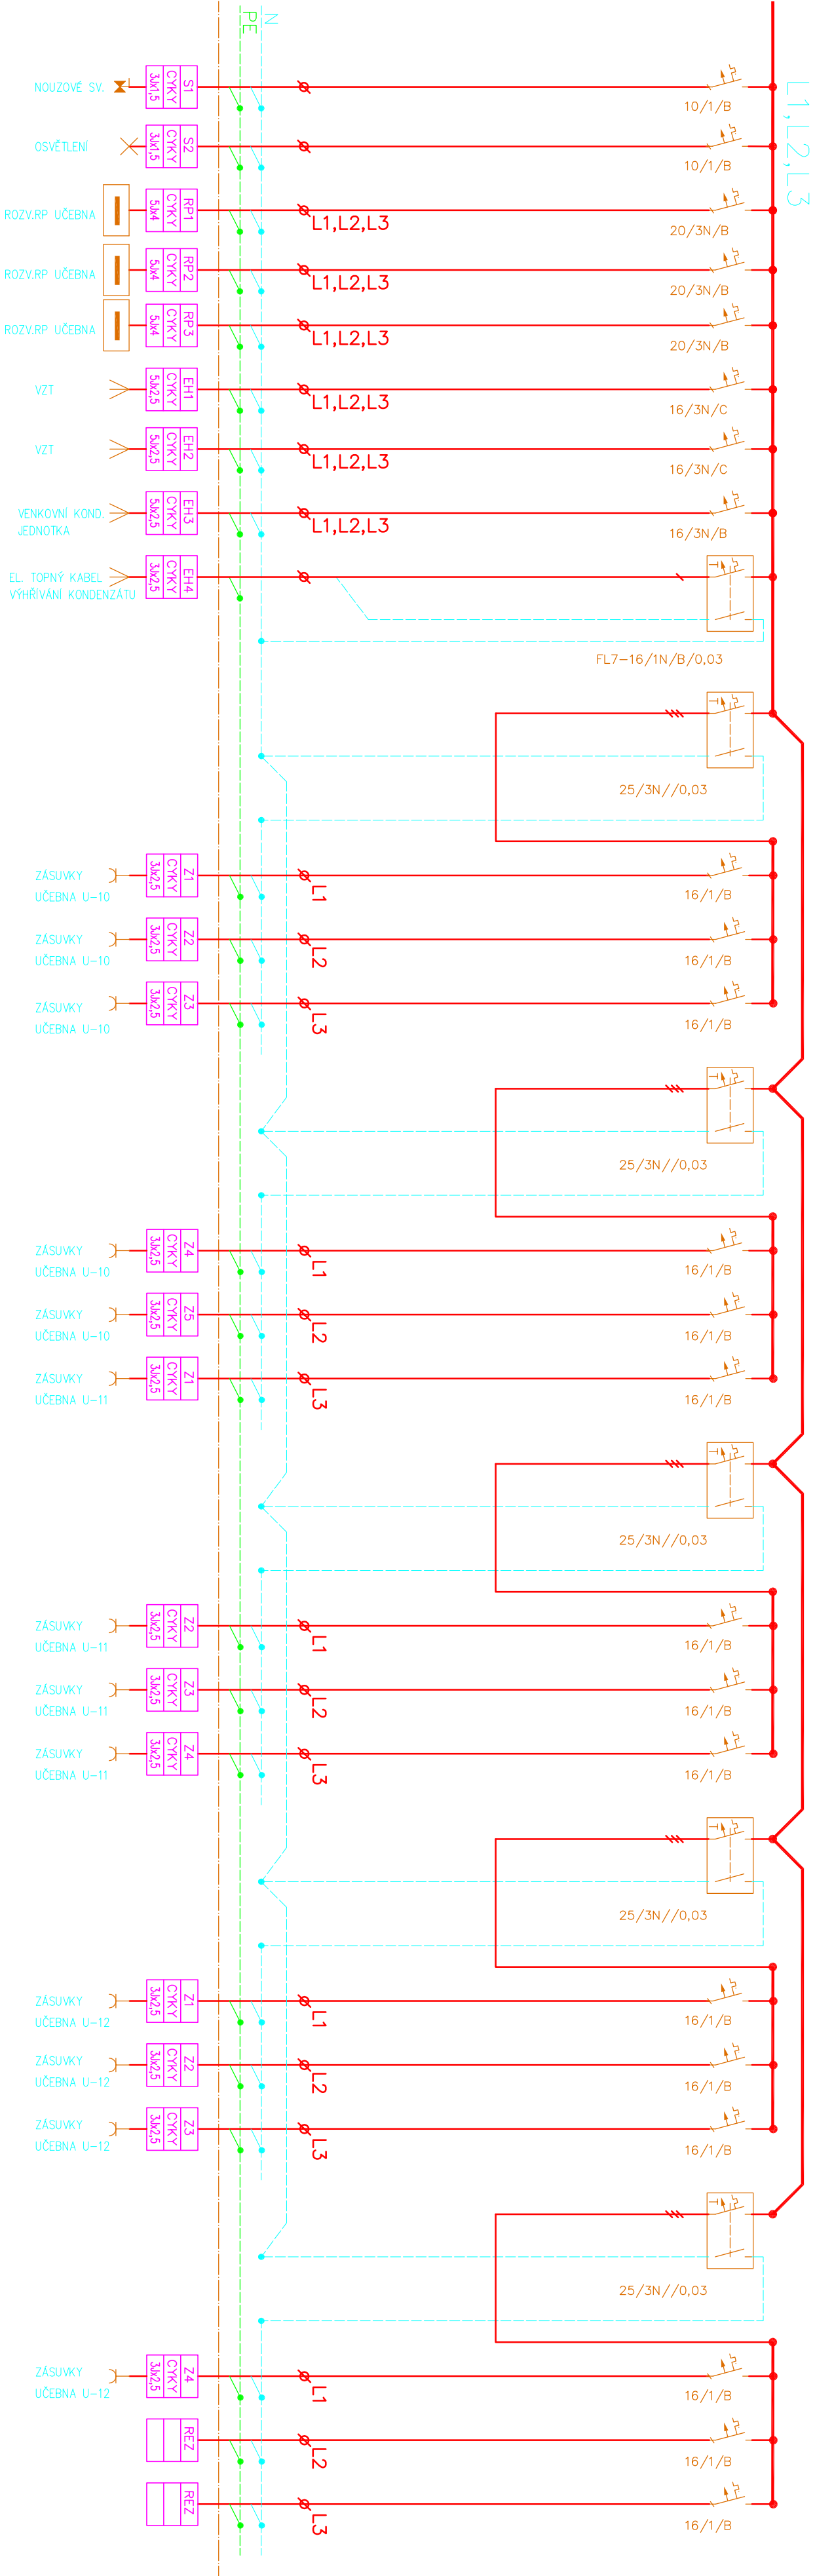 N
PE
L1,L2,L3
NOUZOVÉ SV.
S1
CYKY
3Jx1,5
10/1/B
OSVĚTLENÍ
S2
CYKY
3Jx1,5
10/1/B
ROZV.RP UČEBNA
RP1
CYKY
5Jx4
L1,L2,L3
20/3N/B
ROZV.RP UČEBNA
RP2
CYKY
5Jx4
L1,L2,L3
20/3N/B
ROZV.RP UČEBNA
RP3
CYKY
5Jx4
L1,L2,L3
20/3N/B
VZT
EH1
CYKY
5Jx2,5
L1,L2,L3
16/3N/C
VZT
EH2
CYKY
5Jx2,5
L1,L2,L3
16/3N/C
VENKOVNÍ KOND.
JEDNOTKA
EH3
CYKY
5Jx2,5
L1,L2,L3
16/3N/B
EL. TOPNÝ KABEL
VÝHŘÍVÁNÍ KONDENZÁTU
EH4
CYKY
3Jx2,5
FL7-16/1N/B/0,03
25/3N//0,03
ZÁSUVKY
UČEBNA U-10
Z1
CYKY
3Jx2,5
L1
16/1/B
ZÁSUVKY
UČEBNA U-10
Z2
CYKY
3Jx2,5
L2
16/1/B
ZÁSUVKY
UČEBNA U-10
Z3
CYKY
3Jx2,5
L3
16/1/B
25/3N//0,03
ZÁSUVKY
UČEBNA U-10
Z4
CYKY
3Jx2,5
L1
16/1/B
ZÁSUVKY
UČEBNA U-10
Z5
CYKY
3Jx2,5
L2
16/1/B
ZÁSUVKY
UČEBNA U-11
Z1
CYKY
3Jx2,5
L3
16/1/B
25/3N//0,03
ZÁSUVKY
UČEBNA U-11
Z2
CYKY
3Jx2,5
L1
16/1/B
ZÁSUVKY
UČEBNA U-11
Z3
CYKY
3Jx2,5
L2
16/1/B
ZÁSUVKY
UČEBNA U-11
Z4
CYKY
3Jx2,5
L3
16/1/B
25/3N//0,03
ZÁSUVKY
UČEBNA U-12
Z1
CYKY
3Jx2,5
L1
16/1/B
ZÁSUVKY
UČEBNA U-12
Z2
CYKY
3Jx2,5
L2
16/1/B
ZÁSUVKY
UČEBNA U-12
Z3
CYKY
3Jx2,5
L3
16/1/B
25/3N//0,03
ZÁSUVKY
UČEBNA U-12
Z4
CYKY
3Jx2,5
L1
16/1/B
REZ
L2
16/1/B
REZ
L3
16/1/B